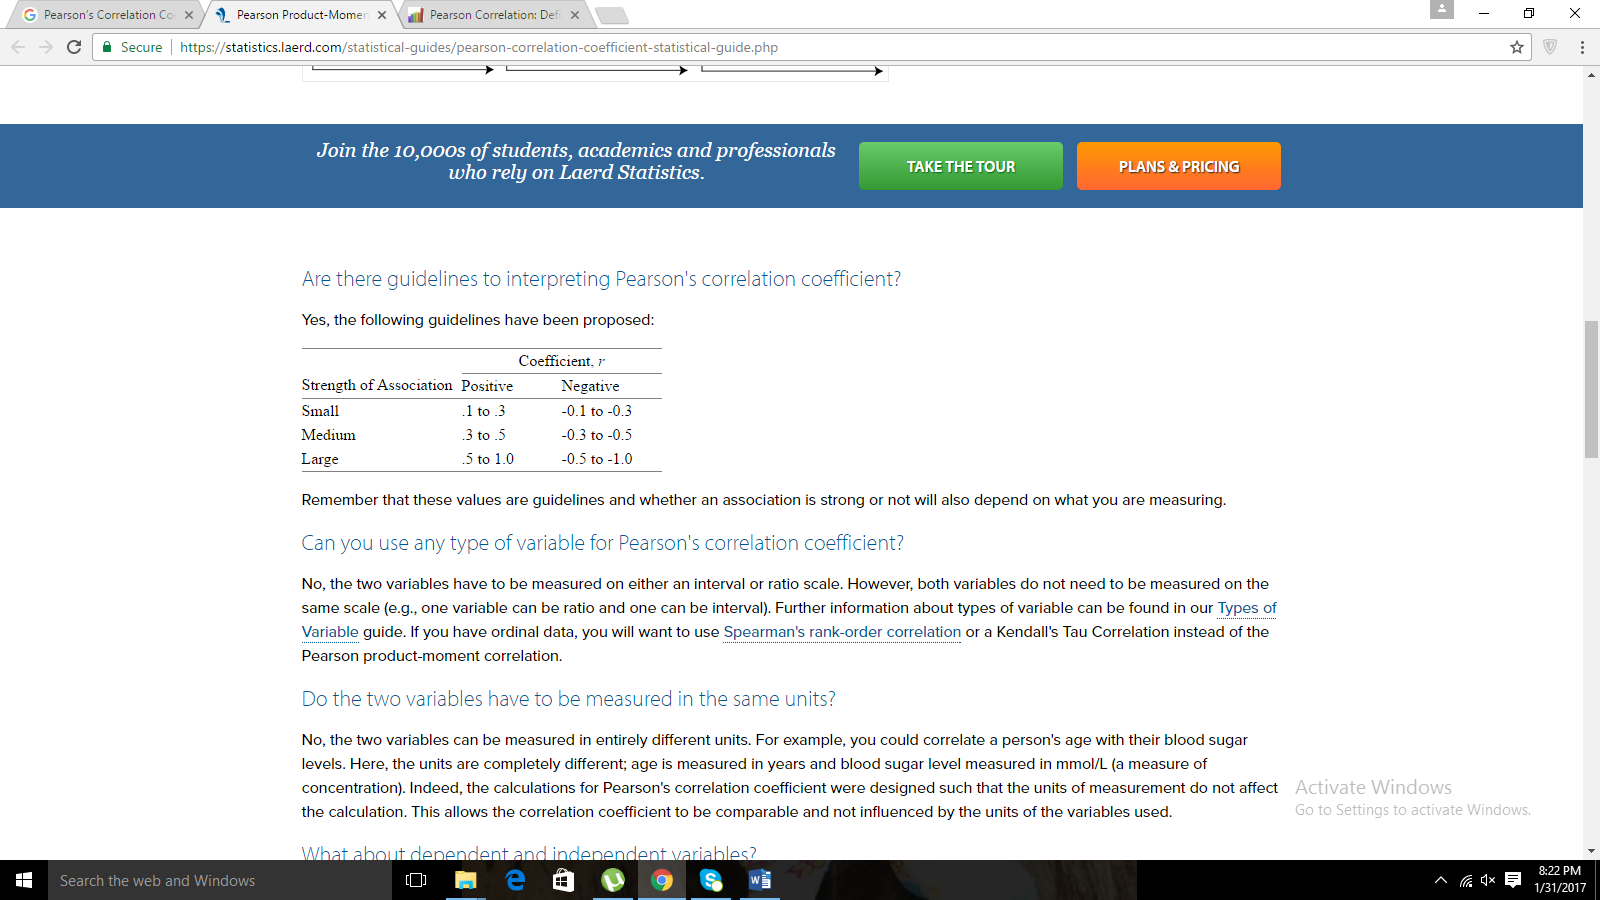 Pearson's Correlation Co
Pearson Product-Momen
Pearson Correlation: Defi
Secure
https://statistics.laerd.com/statistical-guides/pearson-correlation-coefficient-statistical-guide.php
Join the 10,000s of students, academics and professionals
who rely on Laerd Statistics.
TAKE THE TOUR
PLANS & PRICING
Are there guidelines to interpreting Pearson's correlation coefficient?
Yes, the following guidelines have been proposed:
Coefficient, r
Strength of Association Positive Negative
Small .1 to .3 -0.1 to -0.3
Medium .3 to .5 -0.3 to -0.5
Large .5 to 1.0 -0.5 to -1.0
Remember that these values are guidelines and whether an association is strong or not will also depend on what you are measuring.
Can you use any type of variable for Pearson's correlation coefficient?
No, the two variables have to be measured on either an interval or ratio scale. However, both variables do not need to be measured on the
same scale (e.g., one variable can be ratio and one can be interval). Further information about types of variable can be found in our Types of
Variable guide. If you have ordinal data, you will want to use Spearman's rank-order correlation or a Kendall's Tau Correlation instead of the
Pearson product-moment correlation.
Do the two variables have to be measured in the same units?
No, the two variables can be measured in entirely different units. For example, you could correlate a person's age with their blood sugar
levels. Here, the units are completely different; age is measured in years and blood sugar level measured in mmol/L (a measure of
concentration). Indeed, the calculations for Pearson's correlation coefficient were designed such that the units of measurement do not affect
the calculation. This allows the correlation coefficient to be comparable and not influenced by the units of the variables used.
Activate Windows
Go to Settings to activate Windows.
What about dependent and independent variables?
Search the web and Windows
8:22 PM
1/31/2017